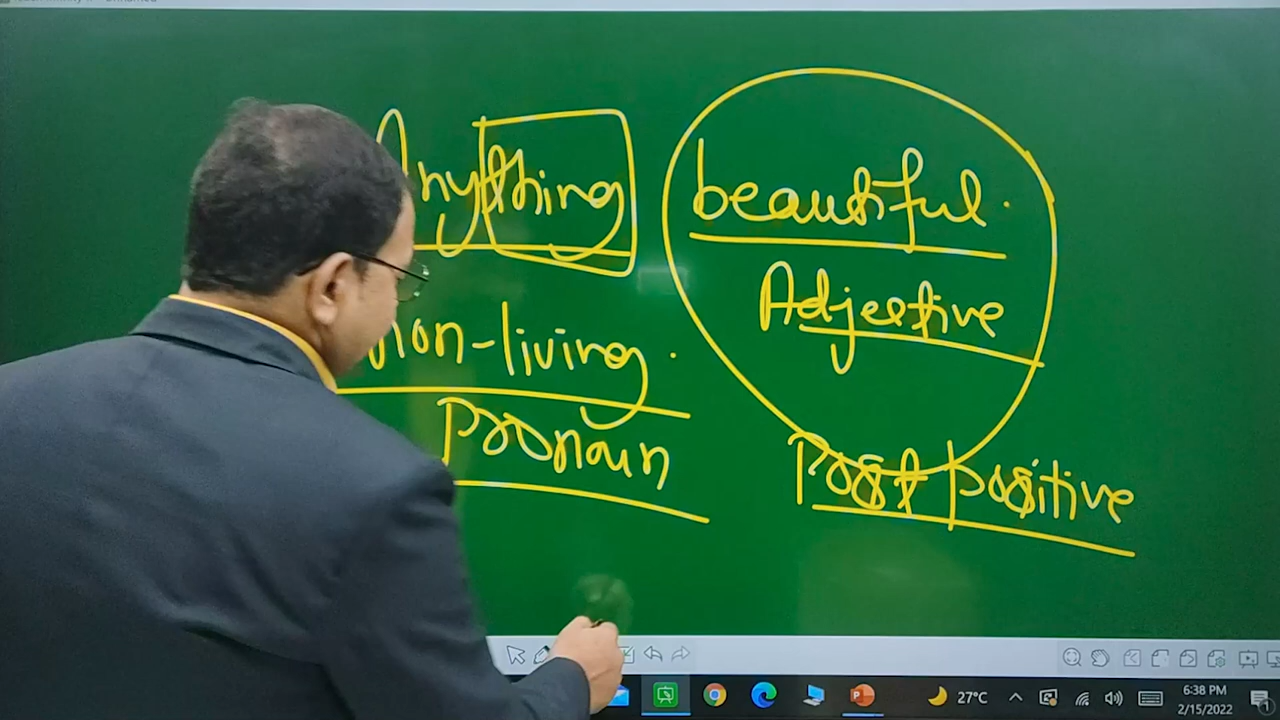 Anything beautiful.
Adjective
non-living.
Pronoun
Post positive
27°C
6:38 PM
2/15/2022